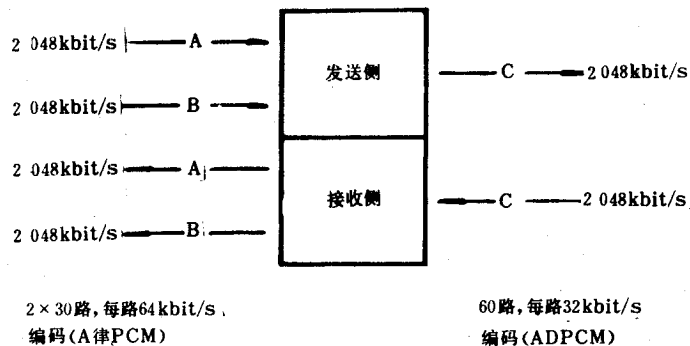 2 048kbit/s A
发送侧
C 2 048kbit/s
2 048kbit/s B
2 048kbit/s A
接收侧
C 2 048kbit/s
2 048kbit/s B
2×30路,每路64kbit/s
编码(A律PCM)
60路,每路32kbit/s
编码(ADPCM)